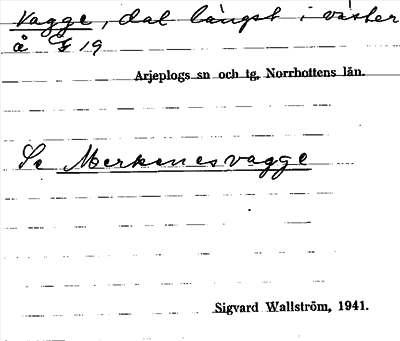 Vagge, dal längst i väster
å F 19
Arjeplogs sn och tg. Norrbottens län.
Se Merkenesvagge
Sigvard Wallström, 1941.